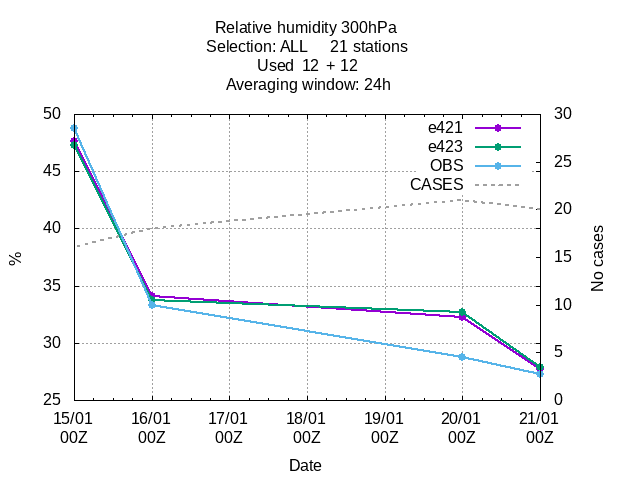 Relative humidity 300hPa
Selection: ALL 21 stations
Used 12 + 12
Averaging window: 24h
50 30
e421
e423
OBS
CASES
45 25
40 20
% 15 No cases
35 10
30 5
25 0
15/01 16/01 17/01 18/01 19/01 20/01 21/01
00Z 00Z 00Z 00Z 00Z 00Z 00Z
Date